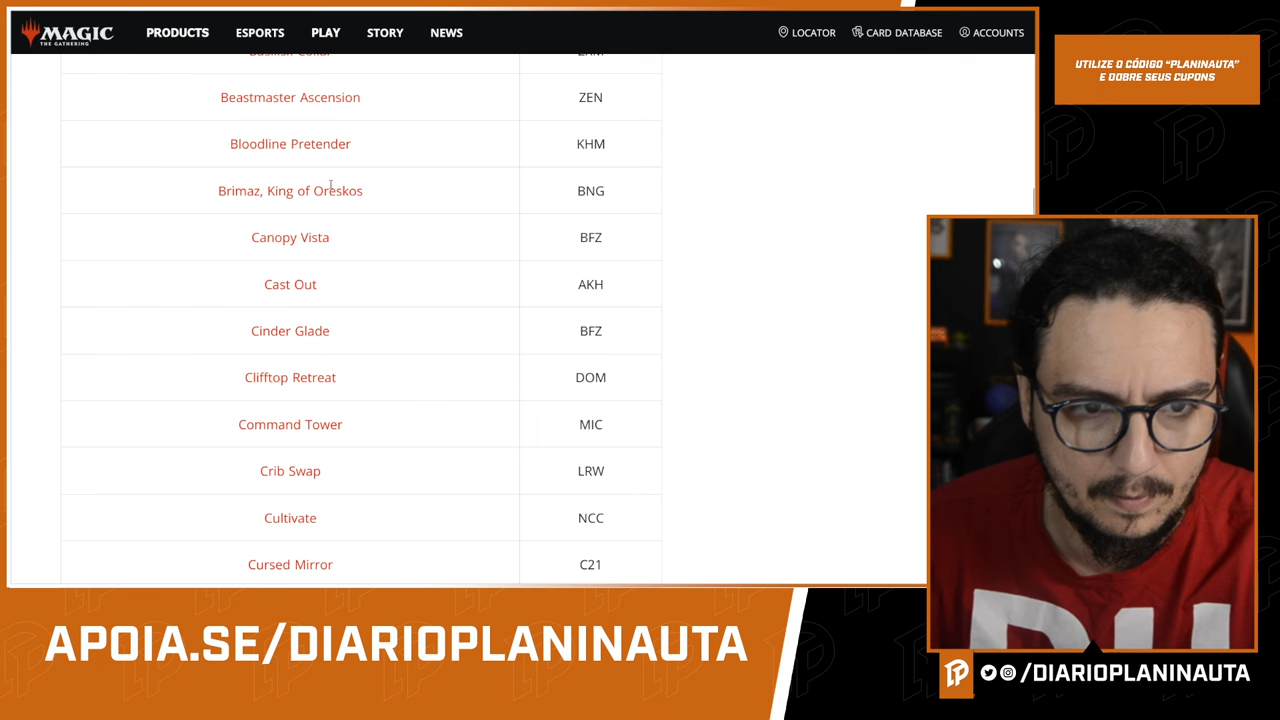 MAGIC
THE GATHERING
PRODUCTS ESPORTS PLAY STORY NEWS
LOCATOR CARD DATABASE ACCOUNTS
UTILIZE O CÓDIGO “PLANINAUTA”
E DOBRE SEUS CUPONS
Basilisk Collar
Beastmaster Ascension ZEN
Bloodline Pretender KHM
Brimaz, King of Oreskos BNG
Canopy Vista BFZ
Cast Out AKH
Cinder Glade BFZ
Clifftop Retreat DOM
Command Tower MIC
Crib Swap LRW
Cultivate NCC
Cursed Mirror C21
APOIA.SE/DIARIOPLANINAUTA
/DIARIOPLANINAUTA